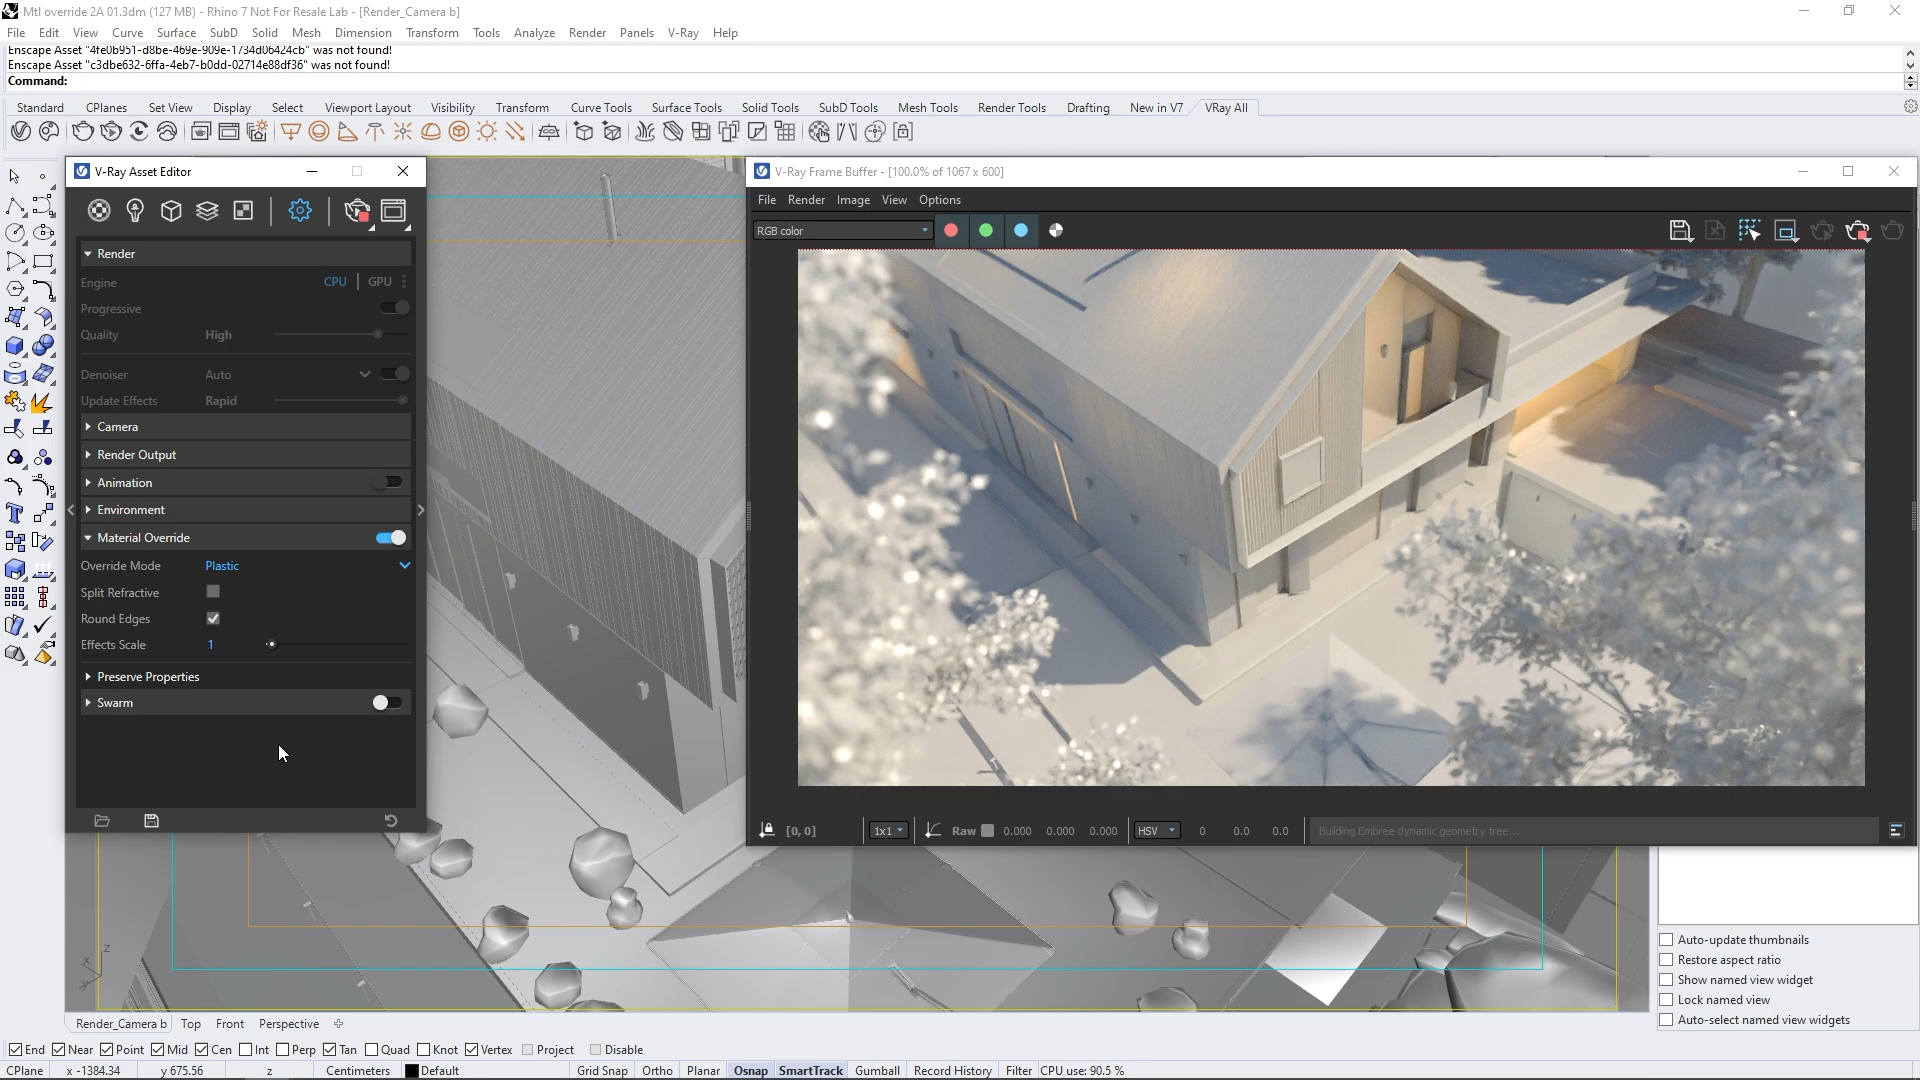 Mtl override 2A 01.3dm (127 MB) - Rhino 7 Not For Resale Lab - [Render_Camera b]
File Edit View Curve Surface SubD Solid Mesh Dimension Transform Tools Analyze Render Panels V-Ray Help
Enscape Asset "4fe0b951-d8be-469e-909e-1734d06424cb" was not found!
Enscape Asset "c3dbe632-6ffa-4eb7-b0dd-02714e88df36" was not found!
Command:
Standard CPlanes Set View Display Select Viewport Layout Visibility Transform Curve Tools Surface Tools Solid Tools SubD Tools Mesh Tools Render Tools Drafting New in V7 VRay All
V-Ray Asset Editor
Render
Engine CPU GPU
Progressive
Quality High
Denoiser Auto
Update Effects Rapid
Camera
Render Output
Animation
Environment
Material Override
Override Mode Plastic
Split Refractive
Round Edges
Effects Scale 1
Preserve Properties
Swarm
V-Ray Frame Buffer - [100.0% of 1067 x 600]
File Render Image View Options
RGB color
[0, 0] 1x1 Raw 0.000 0.000 0.000 HSV 0 0.0 0.0 Building Embree dynamic geometry tree...
Auto-update thumbnails
Restore aspect ratio
Show named view widget
Lock named view
Auto-select named view widgets
z
x
y
Render_Camera b Top Front Perspective
End Near Point Mid Cen Int Perp Tan Quad Knot Vertex Project Disable
CPlane x -1384.34 y 675.56 z Centimeters Default Grid Snap Ortho Planar Osnap SmartTrack Gumball Record History Filter CPU use: 90.5 %